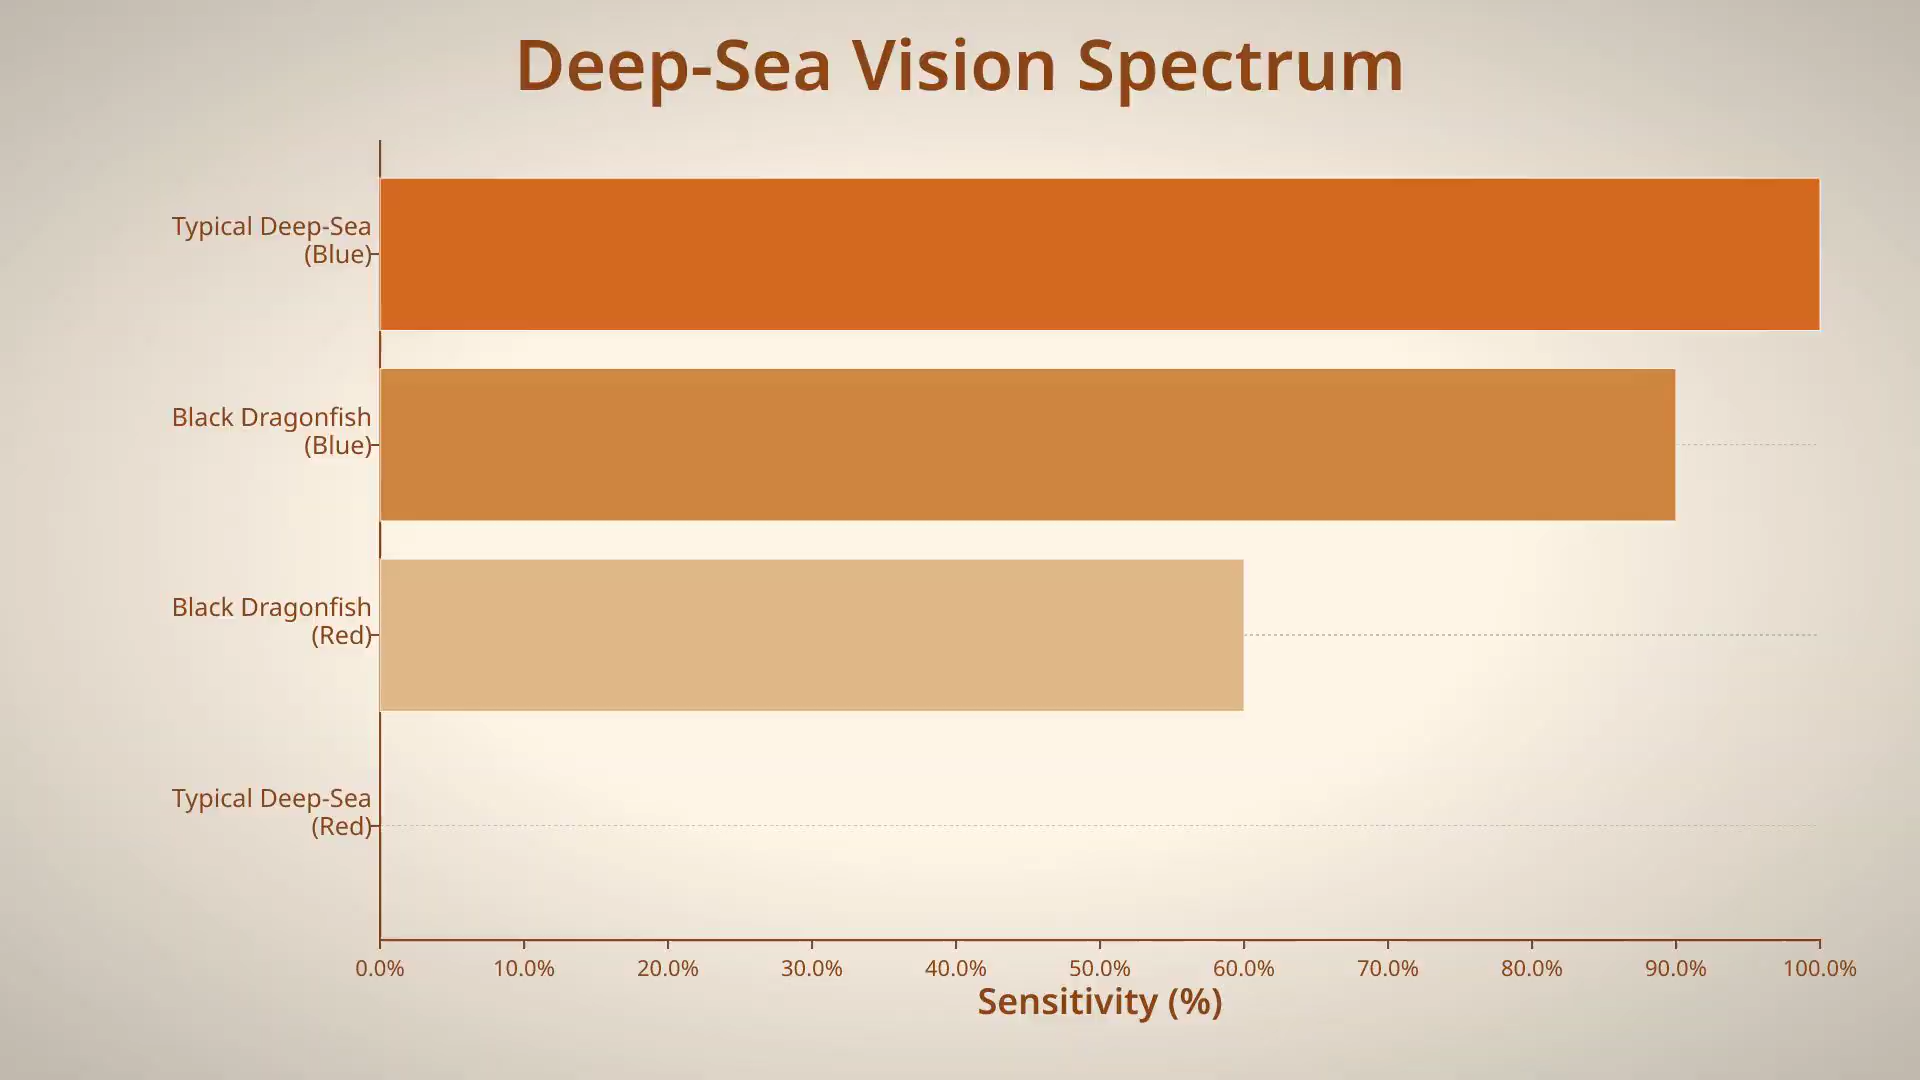 Deep-Sea Vision Spectrum
Typical Deep-Sea
(Blue)
Black Dragonfish
(Blue)
Black Dragonfish
(Red)
Typical Deep-Sea
(Red)
0.0% 10.0% 20.0% 30.0% 40.0% 50.0% 60.0% 70.0% 80.0% 90.0% 100.0%
Sensitivity (%)